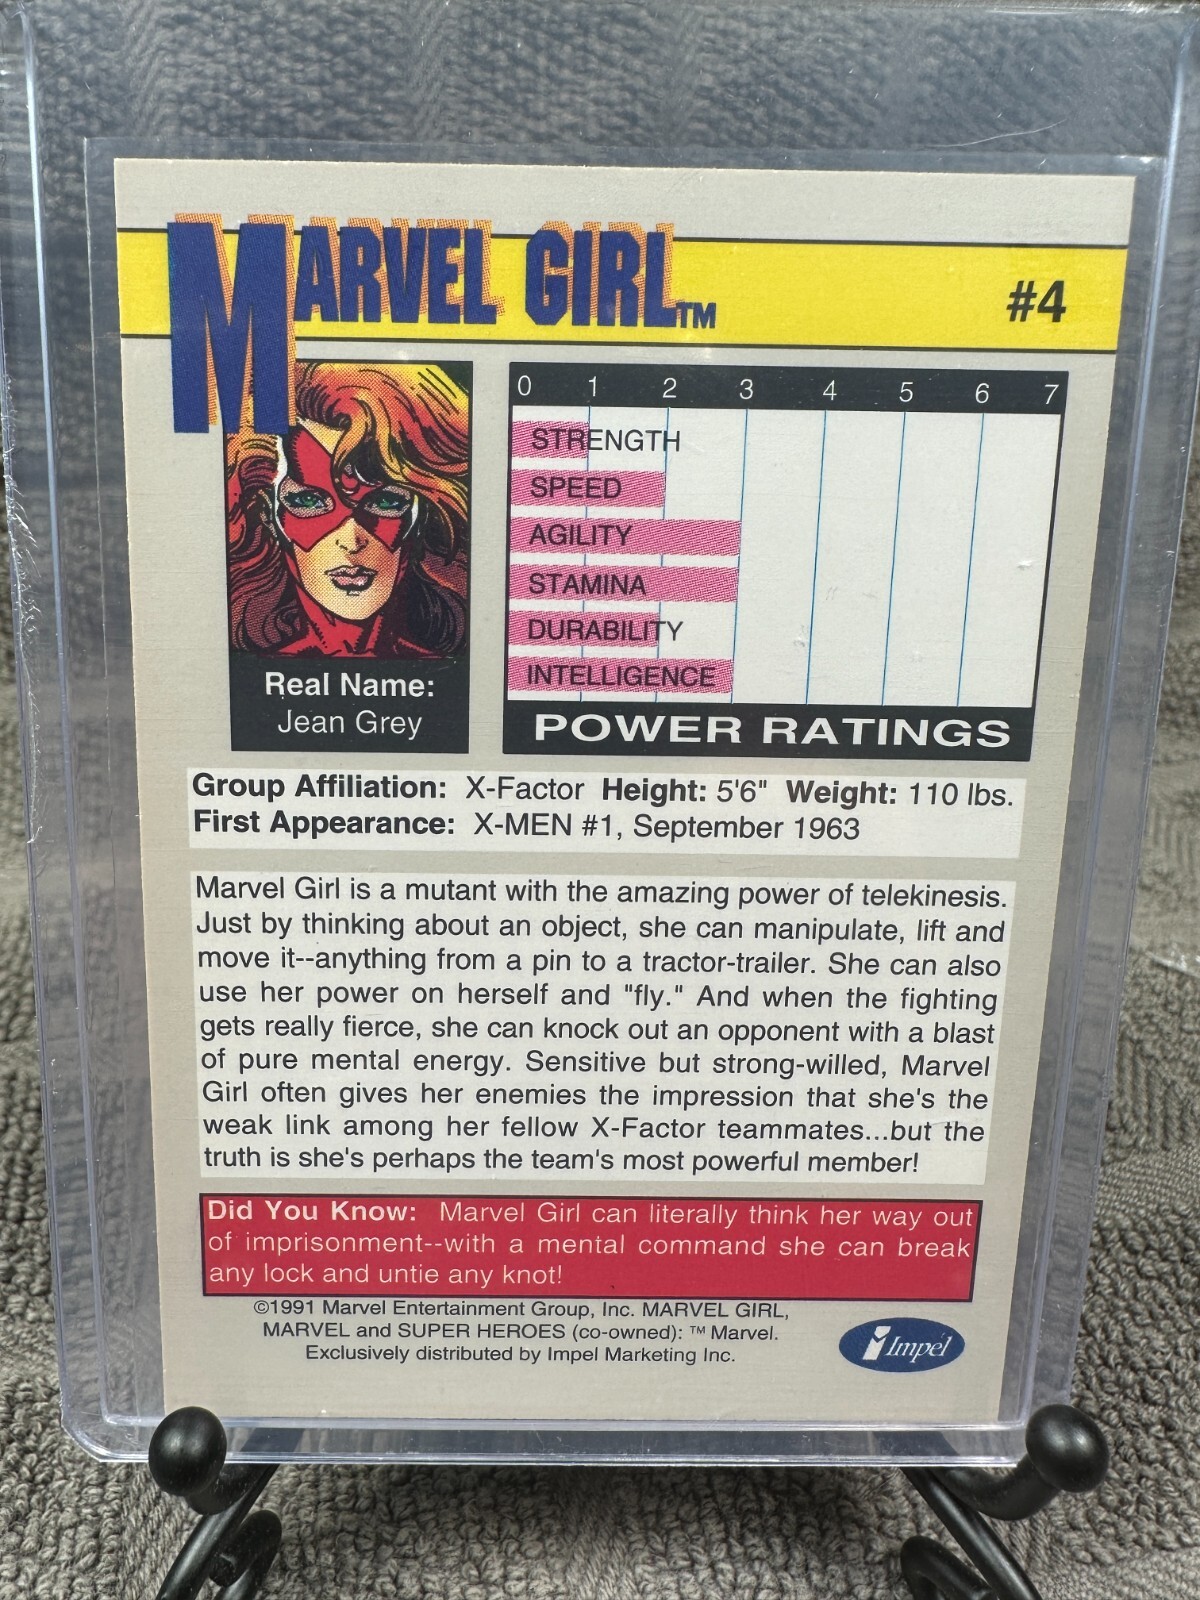 MARVEL GIRL™
#4
0 1 2 3 4 5 6 7
STRENGTH
SPEED
AGILITY
STAMINA
DURABILITY
INTELLIGENCE
POWER RATINGS
Real Name:
Jean Grey
Group Affiliation: X-Factor Height: 5'6" Weight: 110 lbs.
First Appearance: X-MEN #1, September 1963
Marvel Girl is a mutant with the amazing power of telekinesis.
Just by thinking about an object, she can manipulate, lift and
move it--anything from a pin to a tractor-trailer. She can also
use her power on herself and "fly." And when the fighting
gets really fierce, she can knock out an opponent with a blast
of pure mental energy. Sensitive but strong-willed, Marvel
Girl often gives her enemies the impression that she's the
weak link among her fellow X-Factor teammates...but the
truth is she's perhaps the team's most powerful member!
Did You Know: Marvel Girl can literally think her way out
of imprisonment--with a mental command she can break
any lock and untie any knot!
©1991 Marvel Entertainment Group, Inc. MARVEL GIRL,
MARVEL and SUPER HEROES (co-owned): ™ Marvel.
Exclusively distributed by Impel Marketing Inc.
Impel